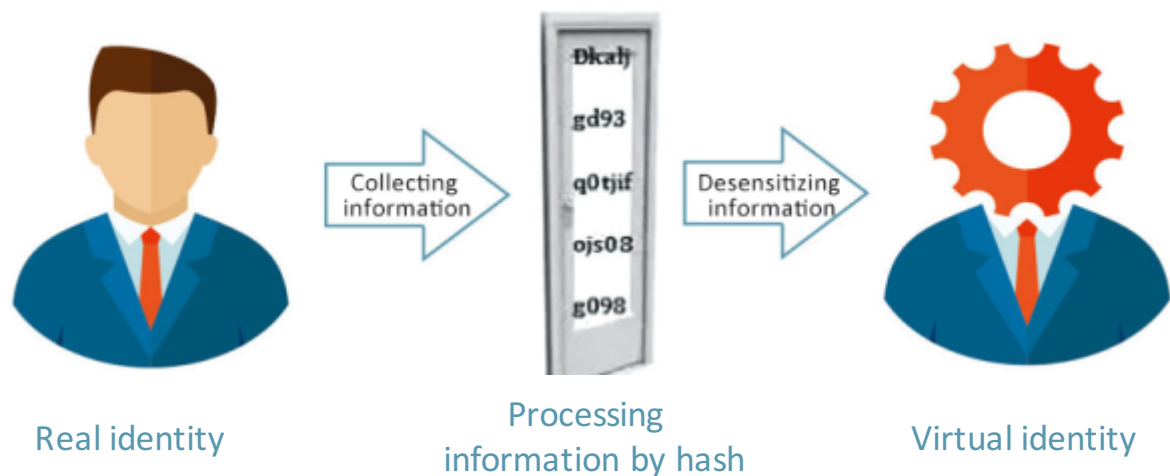 Đkalj
gd93
q0tjif
ojs08
g098
Collecting
information
Desensitizing
information
Real identity
Processing
information by hash
Virtual identity